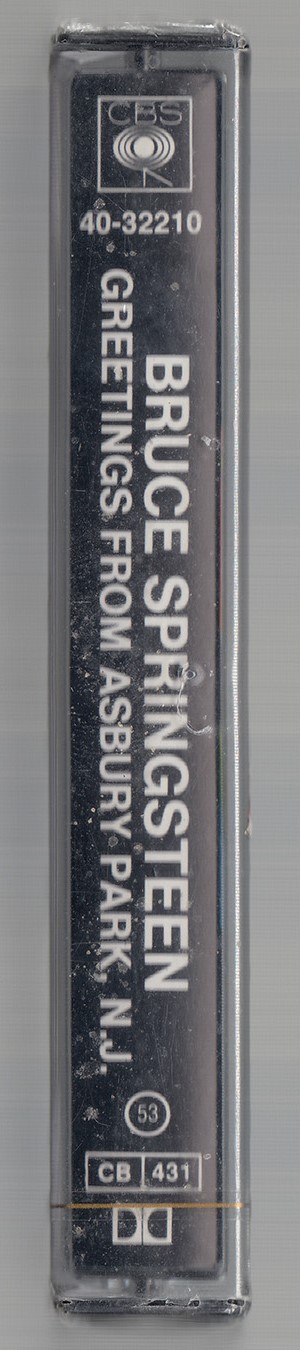 CBS
40-32210
BRUCE SPRINGSTEEN
GREETINGS FROM ASBURY PARK, N.J.
53
CB 431